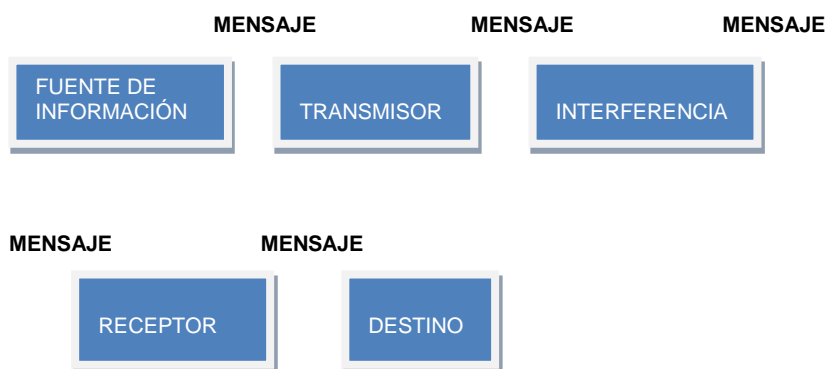 MENSAJE MENSAJE MENSAJE
FUENTE DE
INFORMACIÓN
TRANSMISOR
INTERFERENCIA
MENSAJE MENSAJE
RECEPTOR
DESTINO